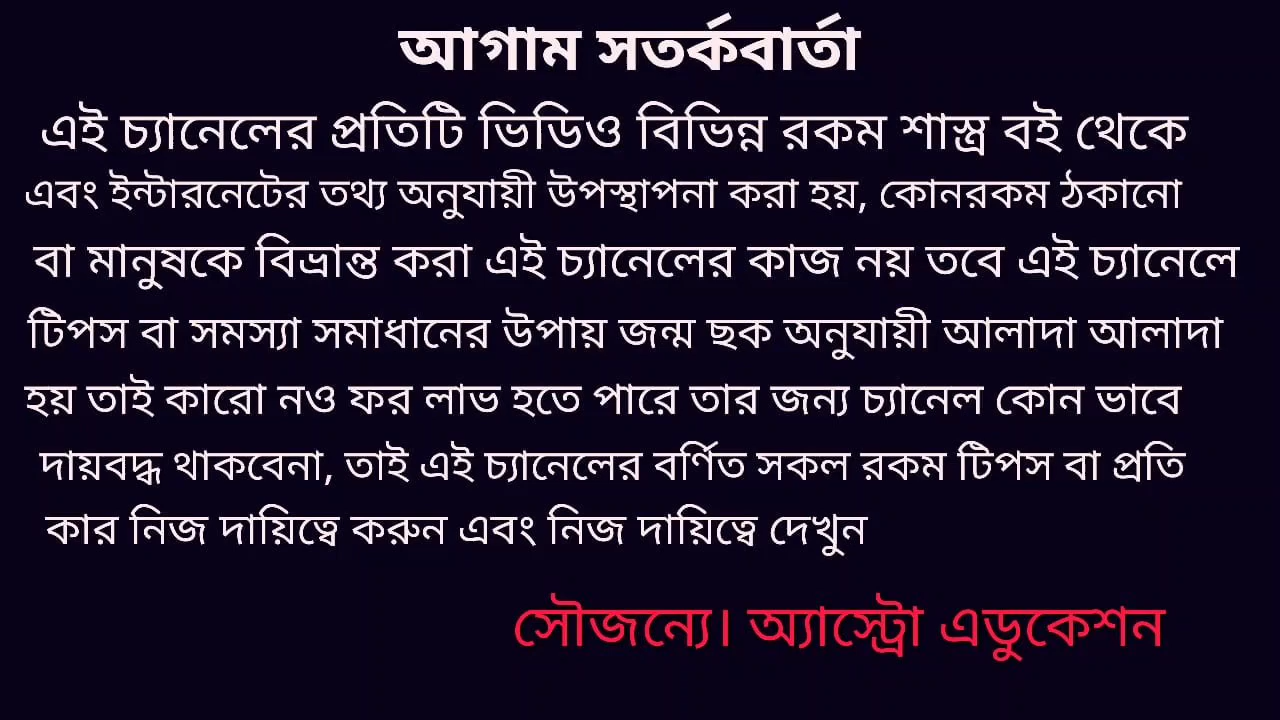 আগাম সতর্কবার্তা
এই চ্যানেলের প্রতিটি ভিডিও বিভিন্ন রকম শাস্ত্র বই থেকে
এবং ইন্টারনেটের তথ্য অনুযায়ী উপস্থাপনা করা হয়, কোনরকম ঠকানো
বা মানুষকে বিভ্রান্ত করা এই চ্যানেলের কাজ নয় তবে এই চ্যানেলে
টিপস বা সমস্যা সমাধানের উপায় জন্ম ছক অনুযায়ী আলাদা আলাদা
হয় তাই কারো নও ফর লাভ হতে পারে তার জন্য চ্যানেল কোন ভাবে
দায়বদ্ধ থাকবেনা, তাই এই চ্যানেলের বর্ণিত সকল রকম টিপস বা প্রতি
কার নিজ দায়িত্বে করুন এবং নিজ দায়িত্বে দেখুন
সৌজন্যে। অ্যাস্ট্রো এডুকেশন